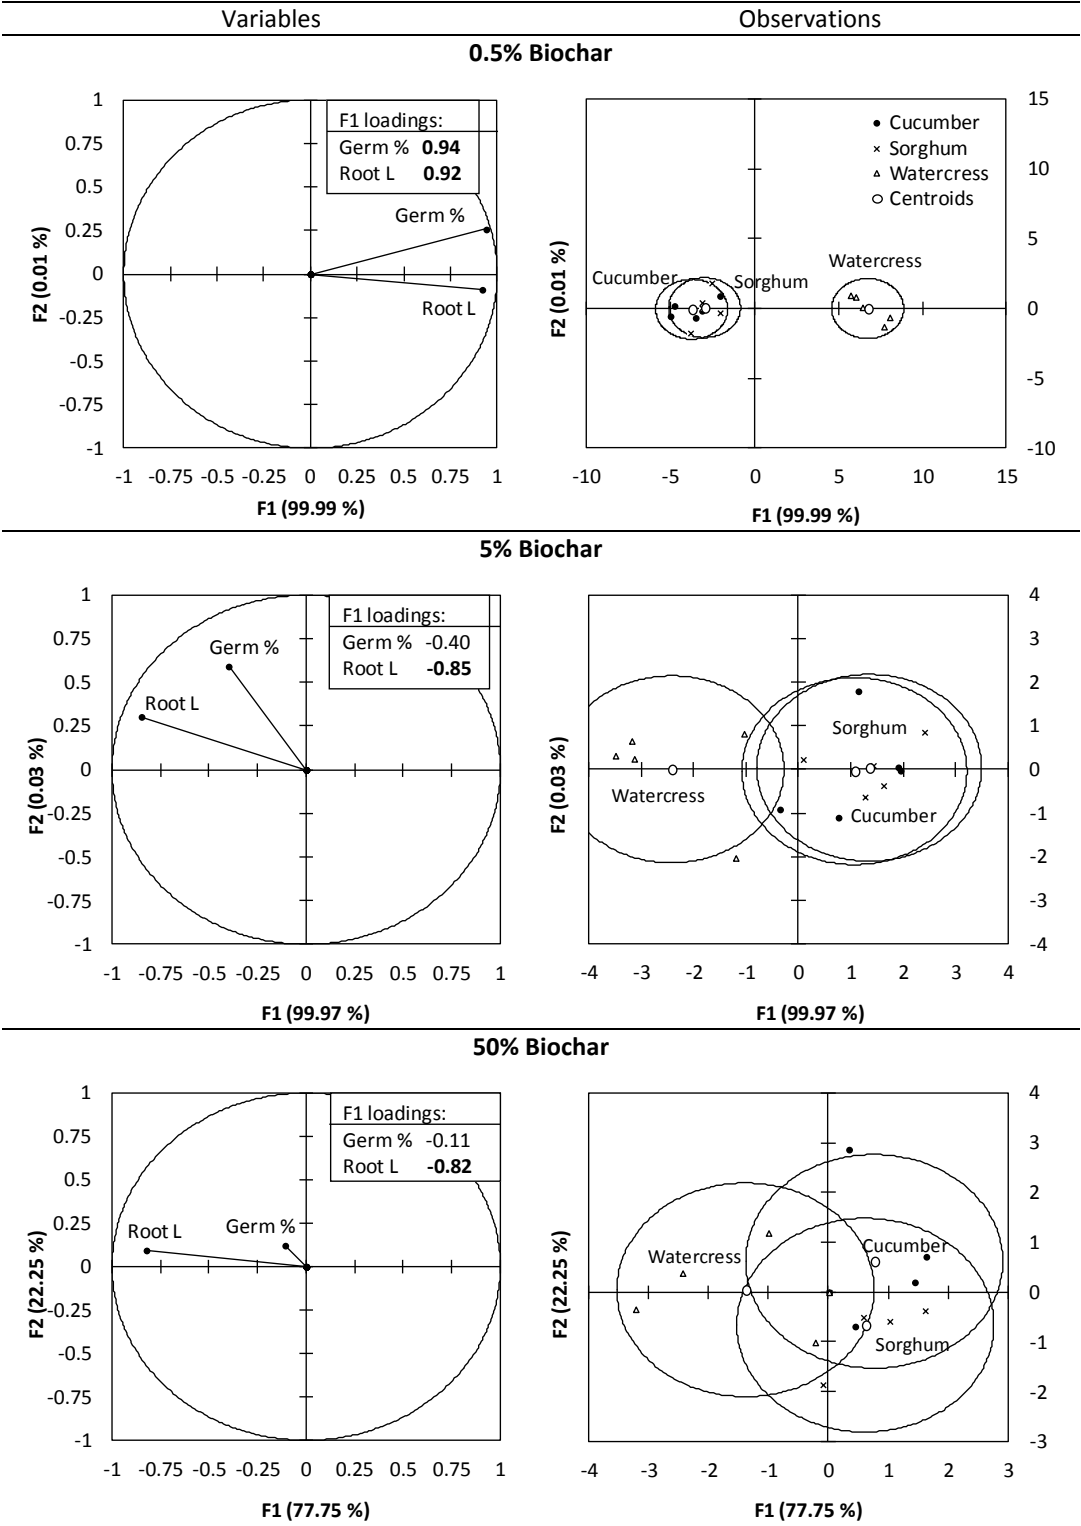 Variables Observations
0.5% Biochar
F1 loadings:
Germ % 0.94
Root L 0.92
Germ %
Root L
1
0.75
0.5
0.25
0
-0.25
-0.5
-0.75
-1
F2 (0.01 %)
-1 -0.75 -0.5 -0.25 0 0.25 0.5 0.75 1
F1 (99.99 %)
Cucumber
Sorghum
Watercress
Centroids
Cucumber
Sorghum
Watercress
15
10
5
0
-5
-10
F2 (0.01 %)
-10 -5 0 5 10 15
F1 (99.99 %)
5% Biochar
F1 loadings:
Germ % -0.40
Root L -0.85
Germ %
Root L
1
0.75
0.5
0.25
0
-0.25
-0.5
-0.75
-1
F2 (0.03 %)
-1 -0.75 -0.5 -0.25 0 0.25 0.5 0.75 1
F1 (99.97 %)
Sorghum
Watercress
Cucumber
4
3
2
1
0
-1
-2
-3
-4
F2 (0.03 %)
-4 -3 -2 -1 0 1 2 3 4
F1 (99.97 %)
50% Biochar
F1 loadings:
Germ % -0.11
Root L -0.82
Root L
Germ %
1
0.75
0.5
0.25
0
-0.25
-0.5
-0.75
-1
F2 (22.25 %)
-1 -0.75 -0.5 -0.25 0 0.25 0.5 0.75 1
F1 (77.75 %)
Cucumber
Watercress
Sorghum
4
3
2
1
0
-1
-2
-3
F2 (22.25 %)
-4 -3 -2 -1 0 1 2 3
F1 (77.75 %)